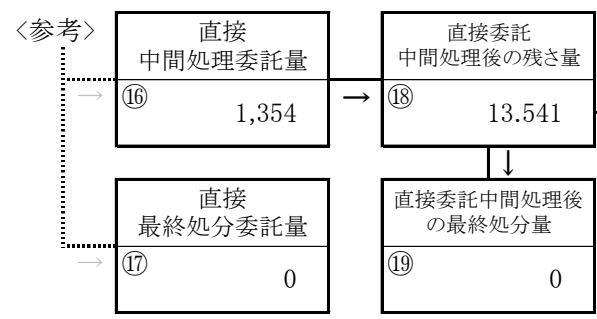 〈参考〉
直接
中間処理委託量
→
⑯
1,354
→
直接委託
中間処理後の残さ量
⑱
13.541
↓
直接
最終処分委託量
→
⑰
0
直接委託中間処理後
の最終処分量
⑲
0